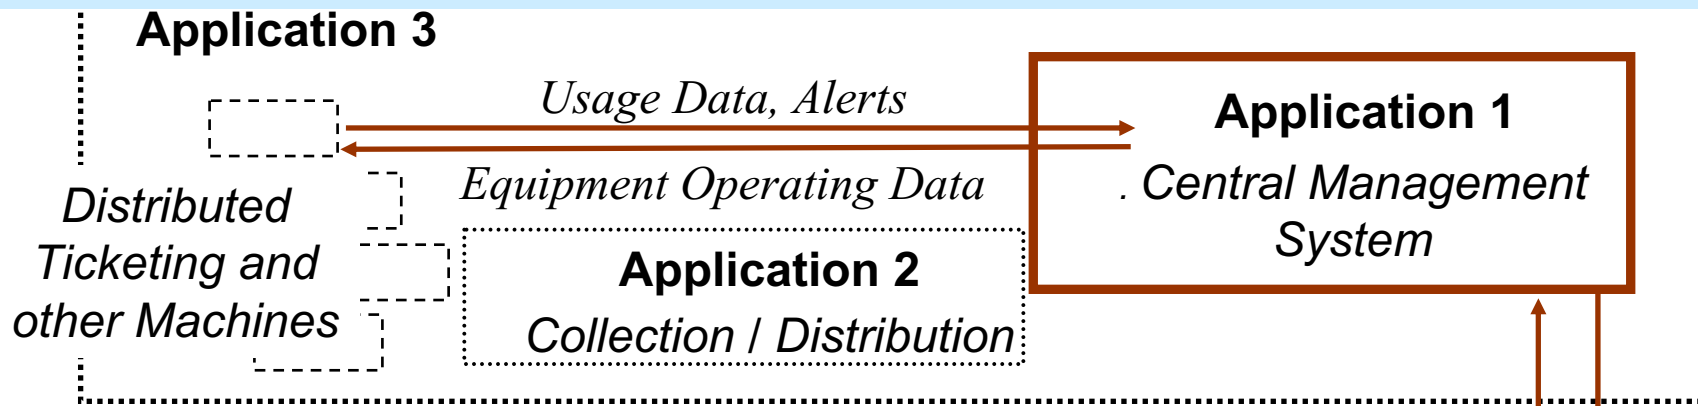 Application 3
Usage Data, Alerts
Equipment Operating Data
Application 1
. Central Management
System
Distributed
Ticketing and
other Machines
Application 2
Collection / Distribution